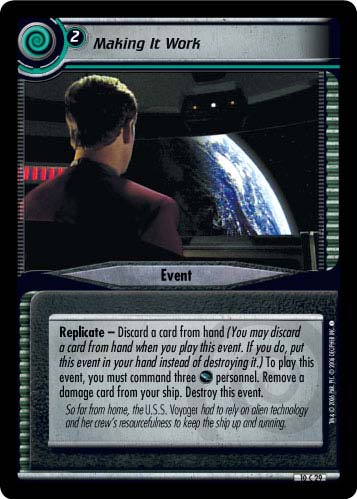 2
Making It Work
Event
Replicate – Discard a card from hand (You may discard
a card from hand when you play this event. If you do, put
this event in your hand instead of destroying it.) To play this
event, you must command three personnel. Remove a
damage card from your ship. Destroy this event.
So far from home, the U.S.S. Voyager had to rely on alien technology
and her crew's resourcefulness to keep the ship up and running.
10 C 29